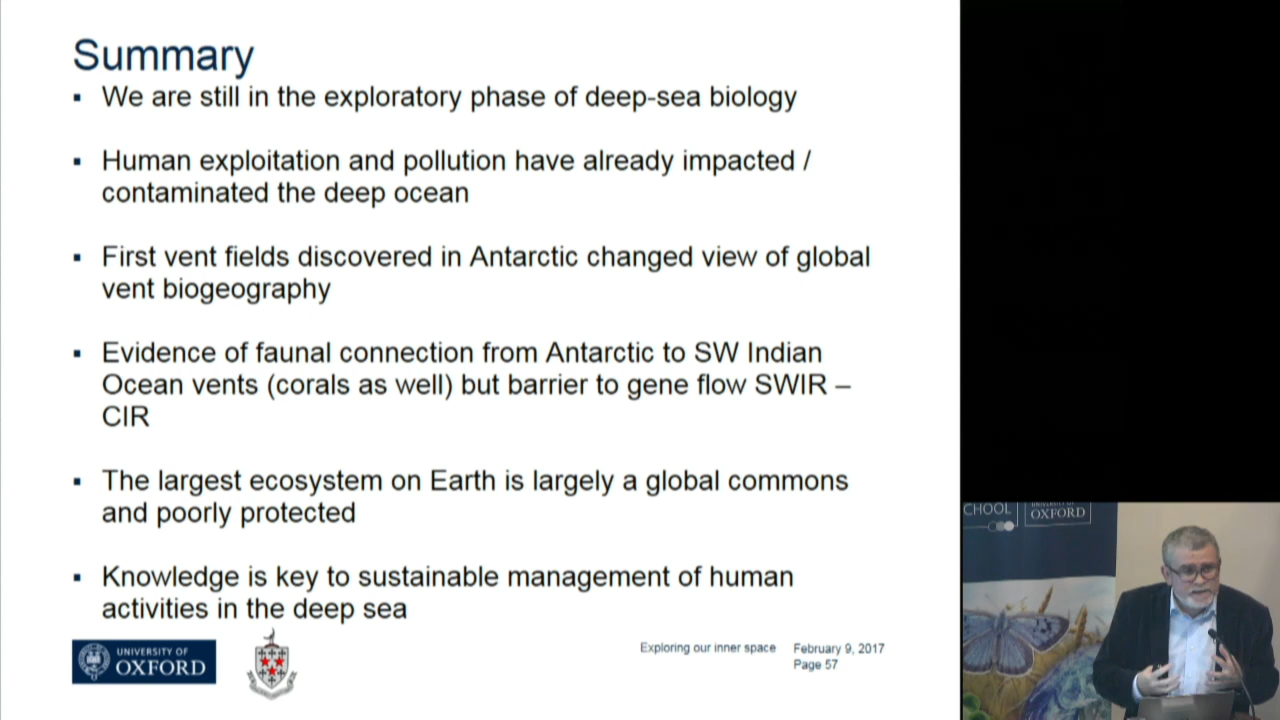 Summary
▪ We are still in the exploratory phase of deep-sea biology
▪ Human exploitation and pollution have already impacted /
contaminated the deep ocean
▪ First vent fields discovered in Antarctic changed view of global
vent biogeography
▪ Evidence of faunal connection from Antarctic to SW Indian
Ocean vents (corals as well) but barrier to gene flow SWIR –
CIR
▪ The largest ecosystem on Earth is largely a global commons
and poorly protected
▪ Knowledge is key to sustainable management of human
activities in the deep sea
UNIVERSITY OF
OXFORD
Exploring our inner space
February 9, 2017
Page 57
CHOOL
UNIVERSITY OF
OXFORD